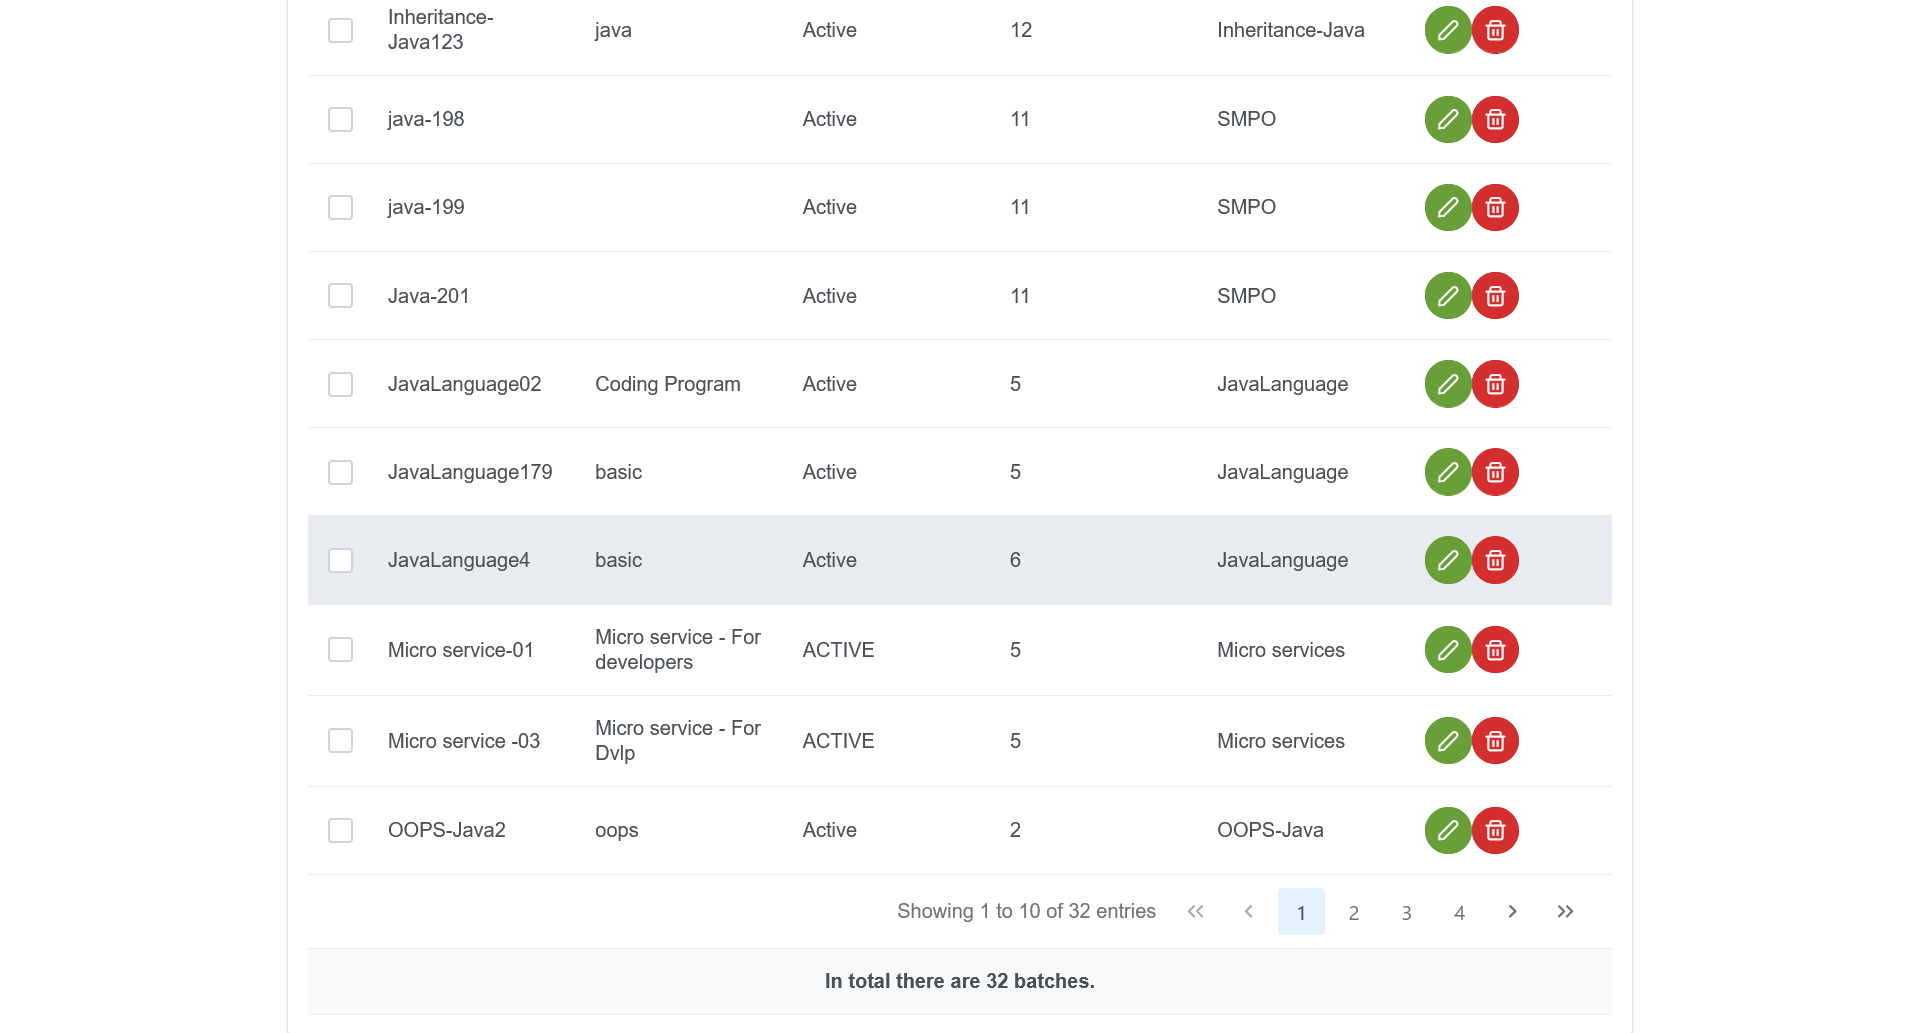 Inheritance-
Java123 java Active 12 Inheritance-Java
java-198 Active 11 SMPO
java-199 Active 11 SMPO
Java-201 Active 11 SMPO
JavaLanguage02 Coding Program Active 5 JavaLanguage
JavaLanguage179 basic Active 5 JavaLanguage
JavaLanguage4 basic Active 6 JavaLanguage
Micro service-01 Micro service - For
developers ACTIVE 5 Micro services
Micro service -03 Micro service - For
Dvlp ACTIVE 5 Micro services
OOPS-Java2 oops Active 2 OOPS-Java
Showing 1 to 10 of 32 entries 1 2 3 4
In total there are 32 batches.